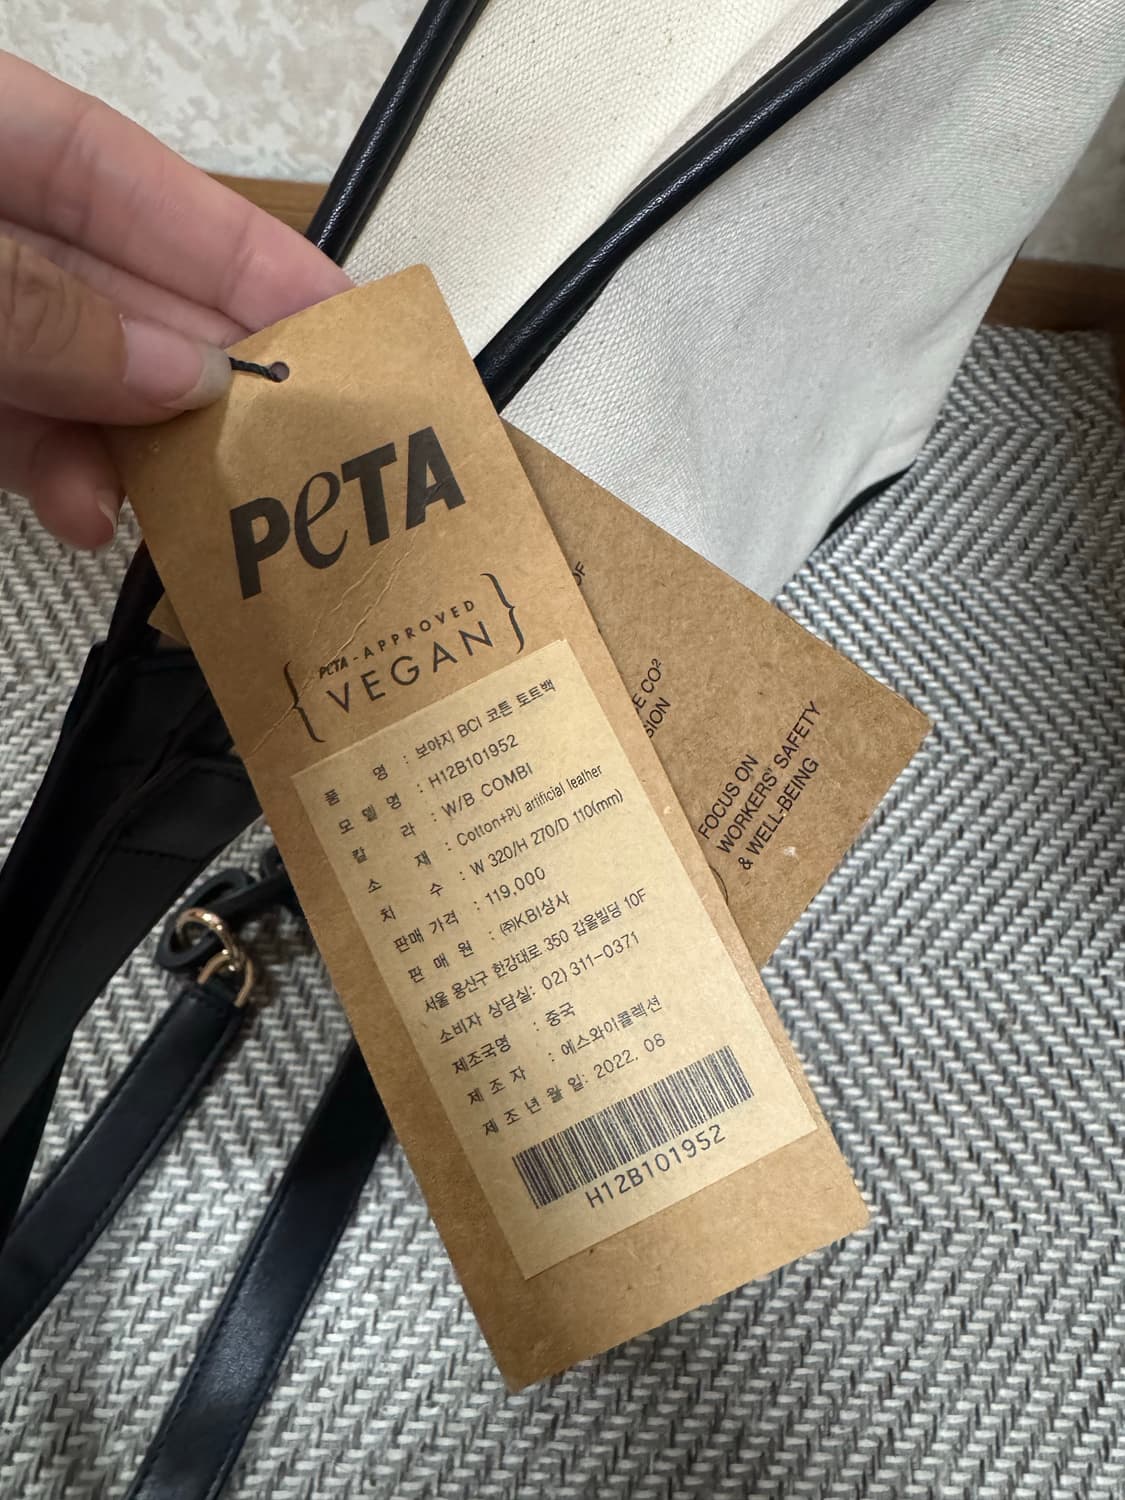 PETA
PETA-APPROVED
VEGAN
품 명 : 보야지 BCI 코튼 토트백
모 델 명 : H12B101952
칼 라 : W/B COMBI
소 재 : Cotton+PU artificial leather
치 수 : W 320/H 270/D 110(mm)
판매 가격 : 119,000
판 매 원 : ㈜KBI상사
서울 용산구 한강대로 350 갑을빌딩 10F
소비자 상담실: 02) 311-0371
제조국명 : 중국
제 조 자 : 에스와이콜렉션
제 조 년 월 일: 2022. 08
H12B101952
OF
E CO²
SION
FOCUS ON
WORKERS' SAFETY
& WELL-BEING